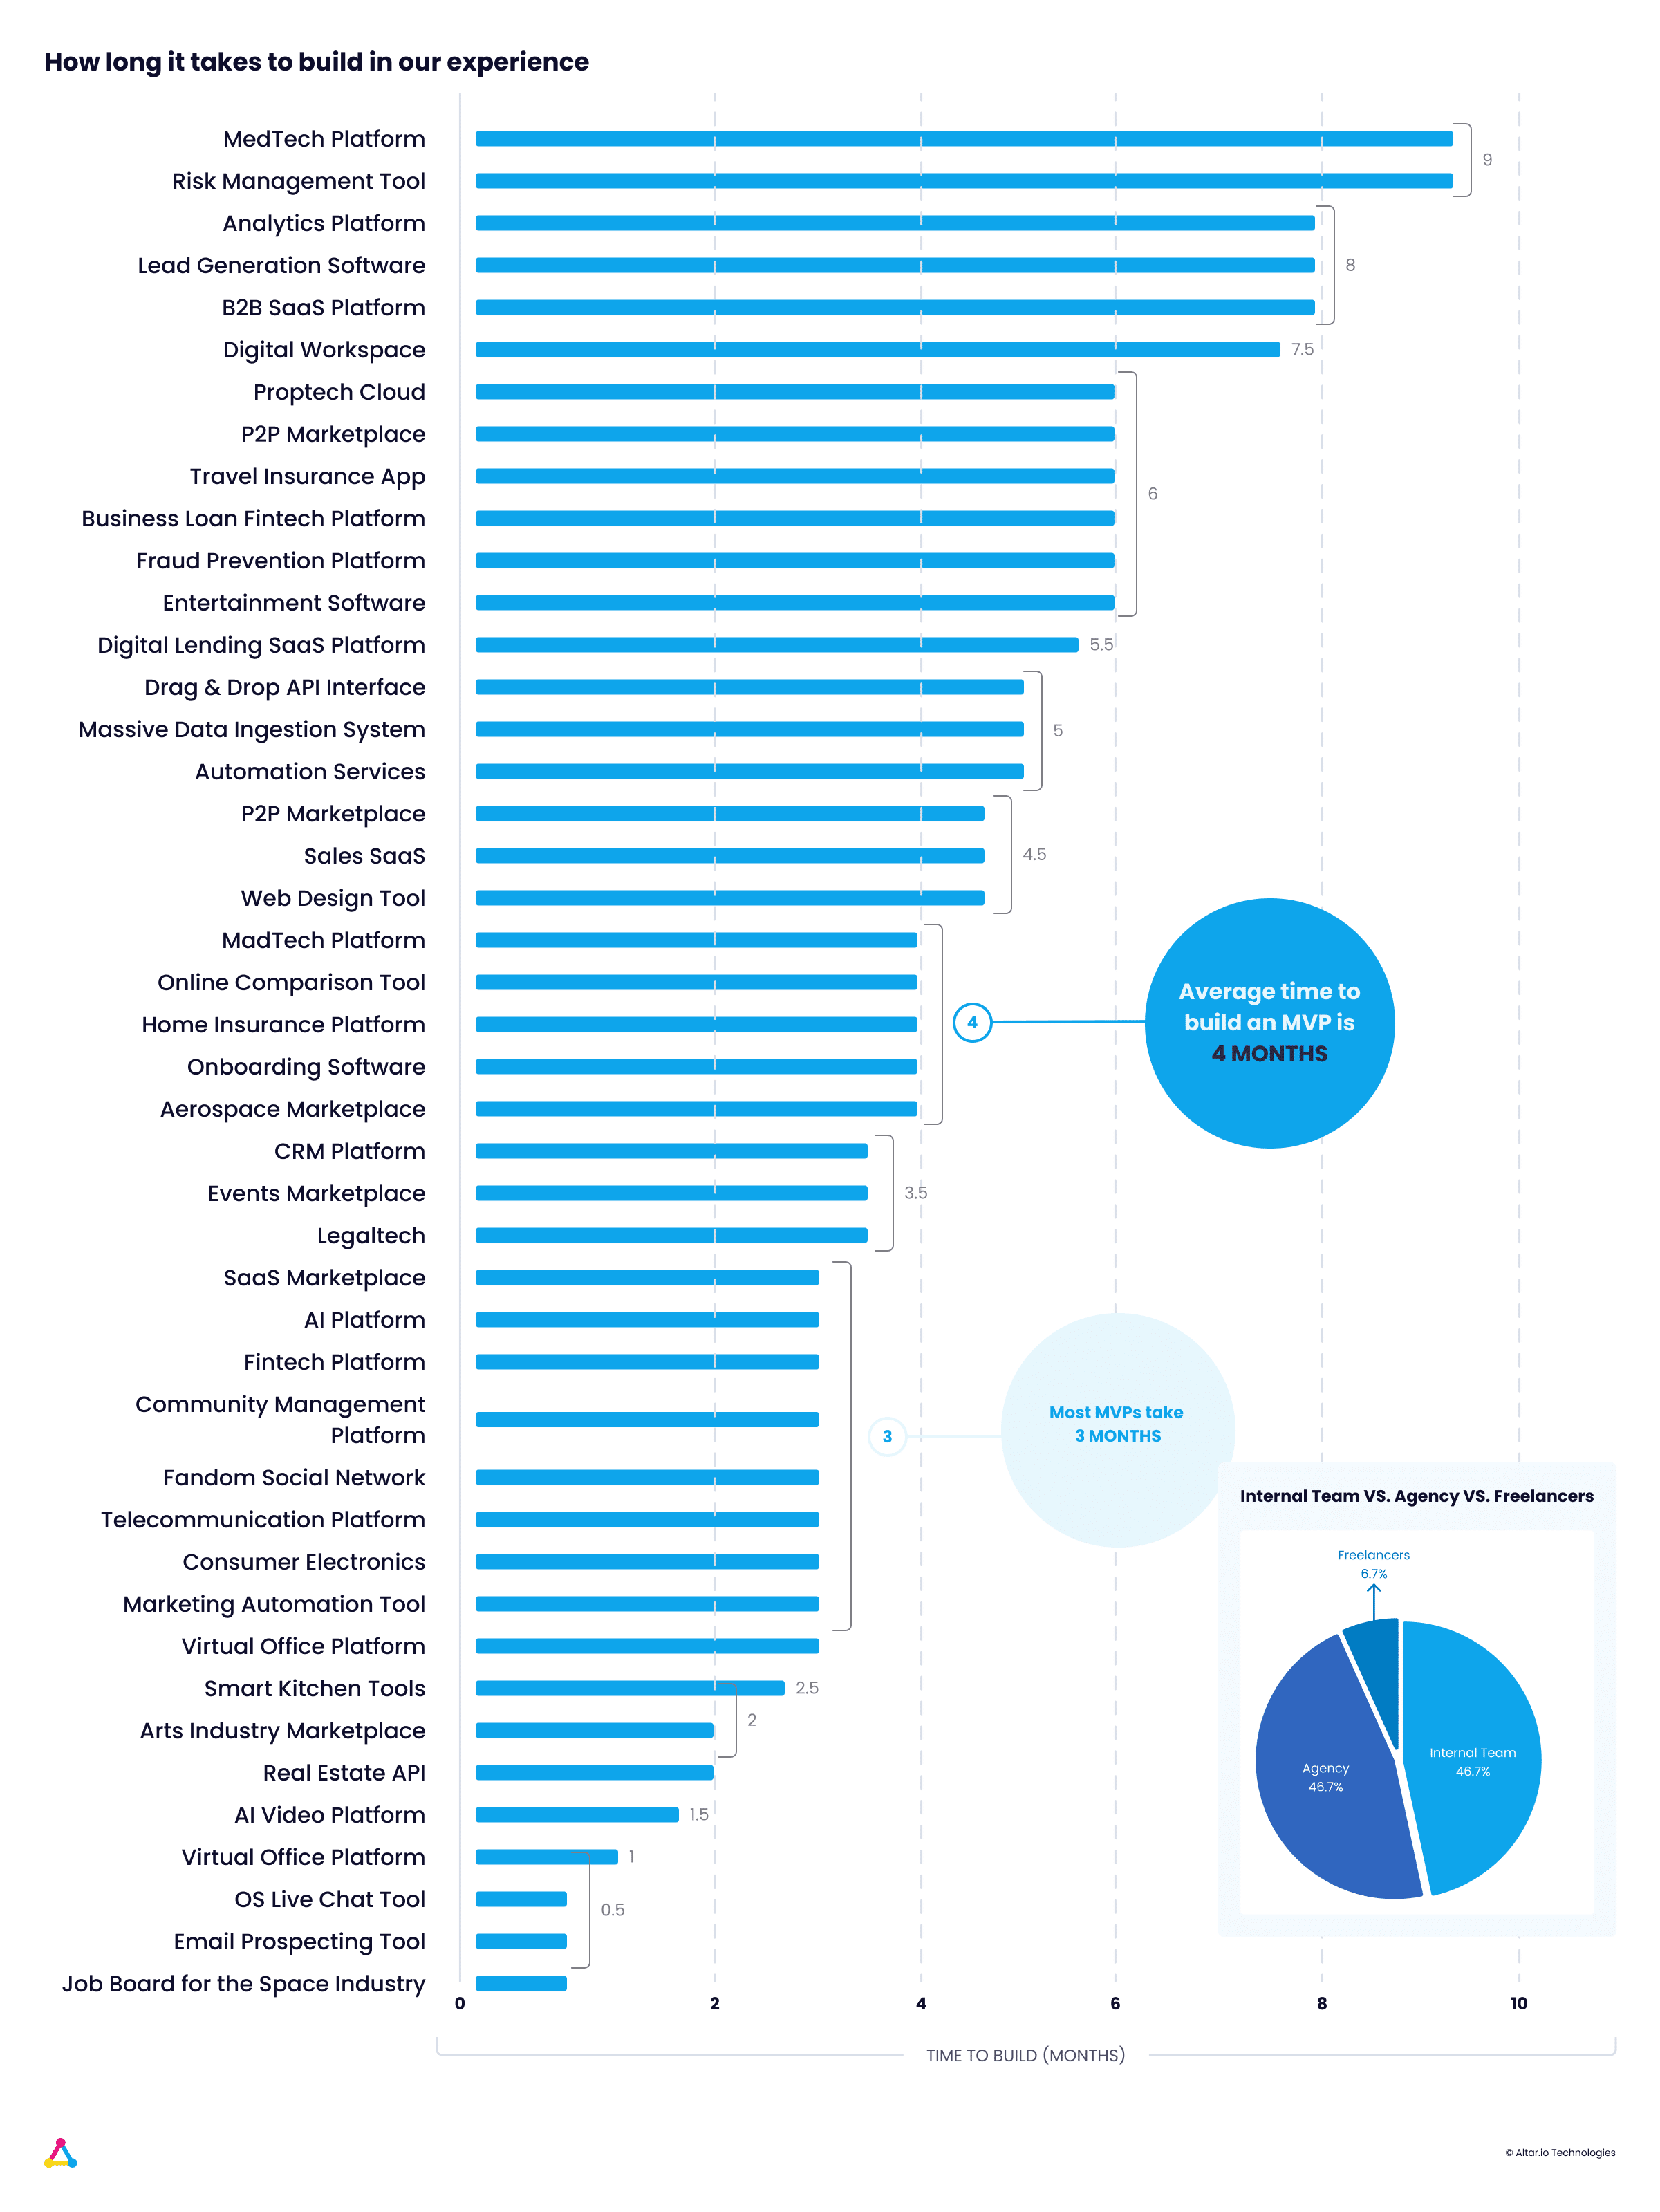 How long it takes to build in our experience
MedTech Platform
Risk Management Tool
9
Analytics Platform
Lead Generation Software
8
B2B SaaS Platform
Digital Workspace
7.5
Proptech Cloud
P2P Marketplace
Travel Insurance App
6
Business Loan Fintech Platform
Fraud Prevention Platform
Entertainment Software
Digital Lending SaaS Platform
5.5
Drag & Drop API Interface
Massive Data Ingestion System
5
Automation Services
P2P Marketplace
Sales SaaS
4.5
Web Design Tool
MadTech Platform
Online Comparison Tool
Home Insurance Platform
4
Average time to
build an MVP is
4 MONTHS
Onboarding Software
Aerospace Marketplace
CRM Platform
Events Marketplace
3.5
Legaltech
SaaS Marketplace
AI Platform
Fintech Platform
Community Management
Platform
3
Most MVPs take
3 MONTHS
Fandom Social Network
Telecommunication Platform
Consumer Electronics
Marketing Automation Tool
Virtual Office Platform
Smart Kitchen Tools
2.5
Arts Industry Marketplace
2
Real Estate API
AI Video Platform
1.5
Virtual Office Platform
1
OS Live Chat Tool
0.5
Email Prospecting Tool
Job Board for the Space Industry
Internal Team VS. Agency VS. Freelancers
Freelancers
6.7%
Internal Team
46.7%
Agency
46.7%
0 2 4 6 8 10
TIME TO BUILD (MONTHS)
© Altar.io Technologies